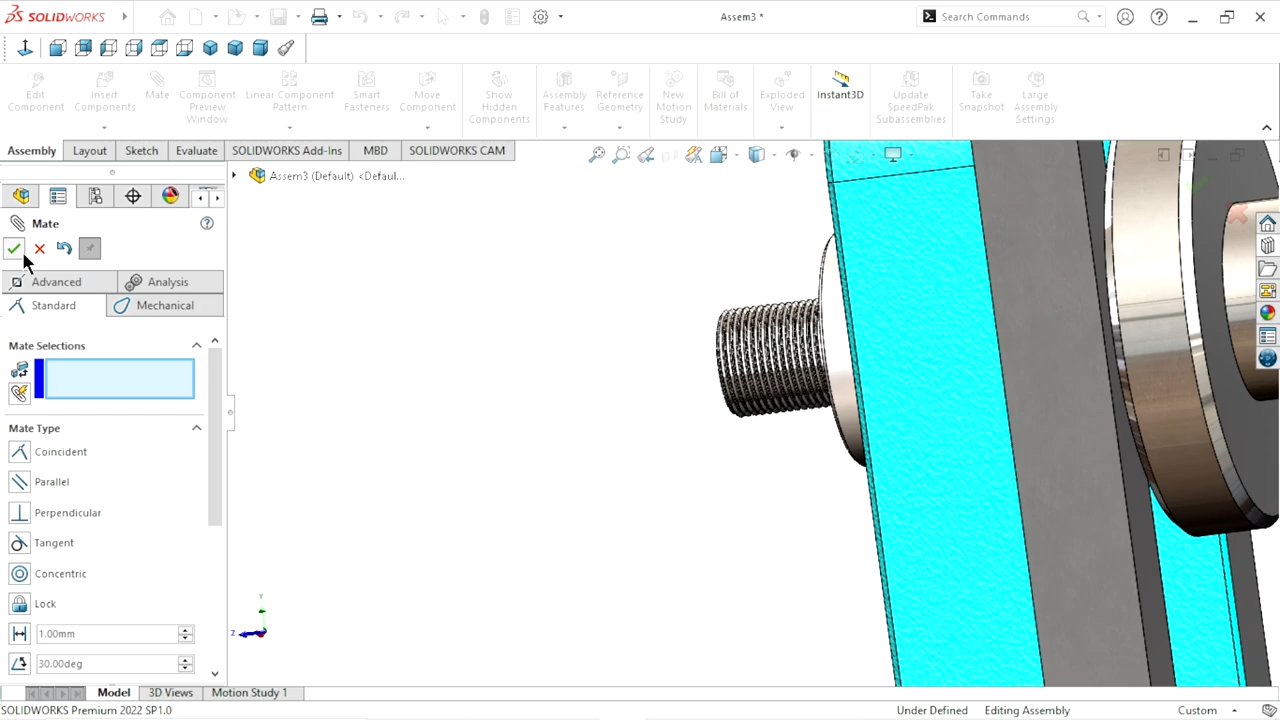 SOLIDWORKS
Assem3 *
Search Commands
Edit Component
Insert Components
Mate
Component Preview Window
Linear Component Pattern
Smart Fasteners
Move Component
Show Hidden Components
Assembly Features
Reference Geometry
New Motion Study
Bill of Materials
Exploded View
Instant3D
Update SpeedPak Subassemblies
Take Snapshot
Large Assembly Settings
Assembly
Layout
Sketch
Evaluate
SOLIDWORKS Add-Ins
MBD
SOLIDWORKS CAM
Assem3 (Default) <Defaul...
Mate
Advanced
Analysis
Standard
Mechanical
Mate Selections
Mate Type
Coincident
Parallel
Perpendicular
Tangent
Concentric
Lock
1.00mm
30.00deg
Y
Z
Model
3D Views
Motion Study 1
SOLIDWORKS Premium 2022 SP1.0
Under Defined
Editing Assembly
Custom